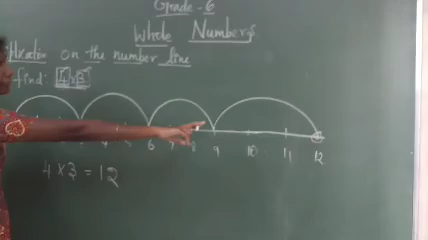 Grade - 6
Whole Numbers
on the number line
find: 4x3
6 7 8 9 10 11 12
4 x 3 = 12